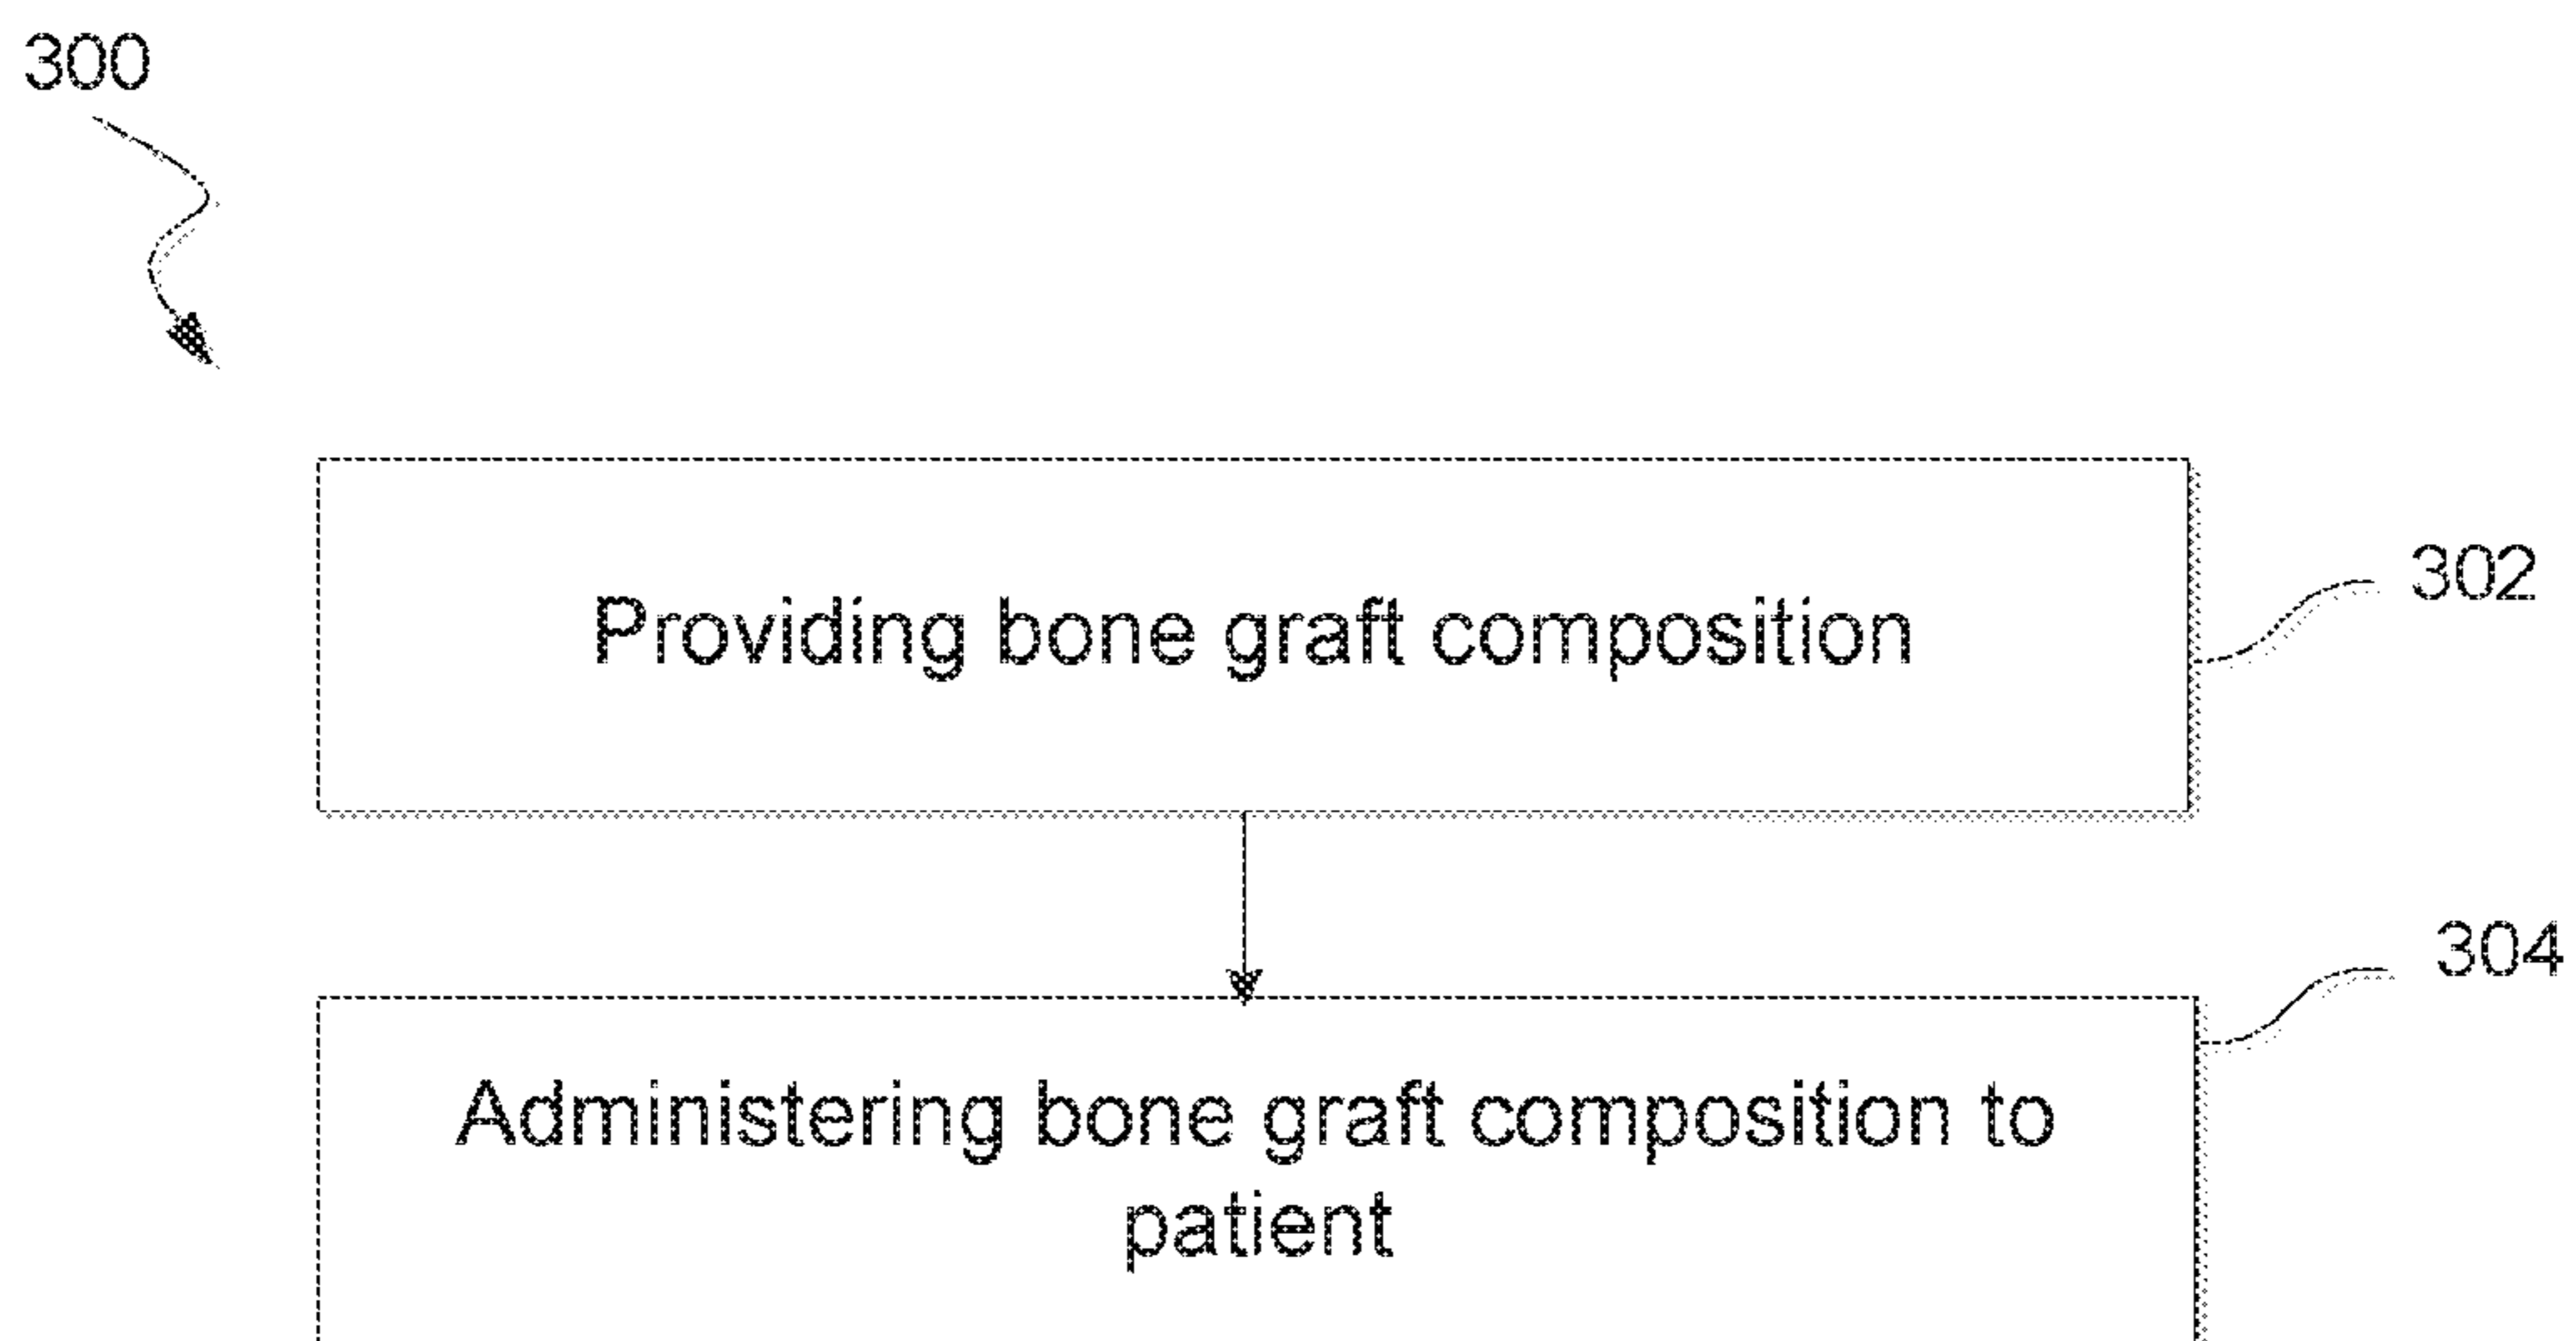 300
Providing bone graft composition
302
304
Administering bone graft composition to
patient